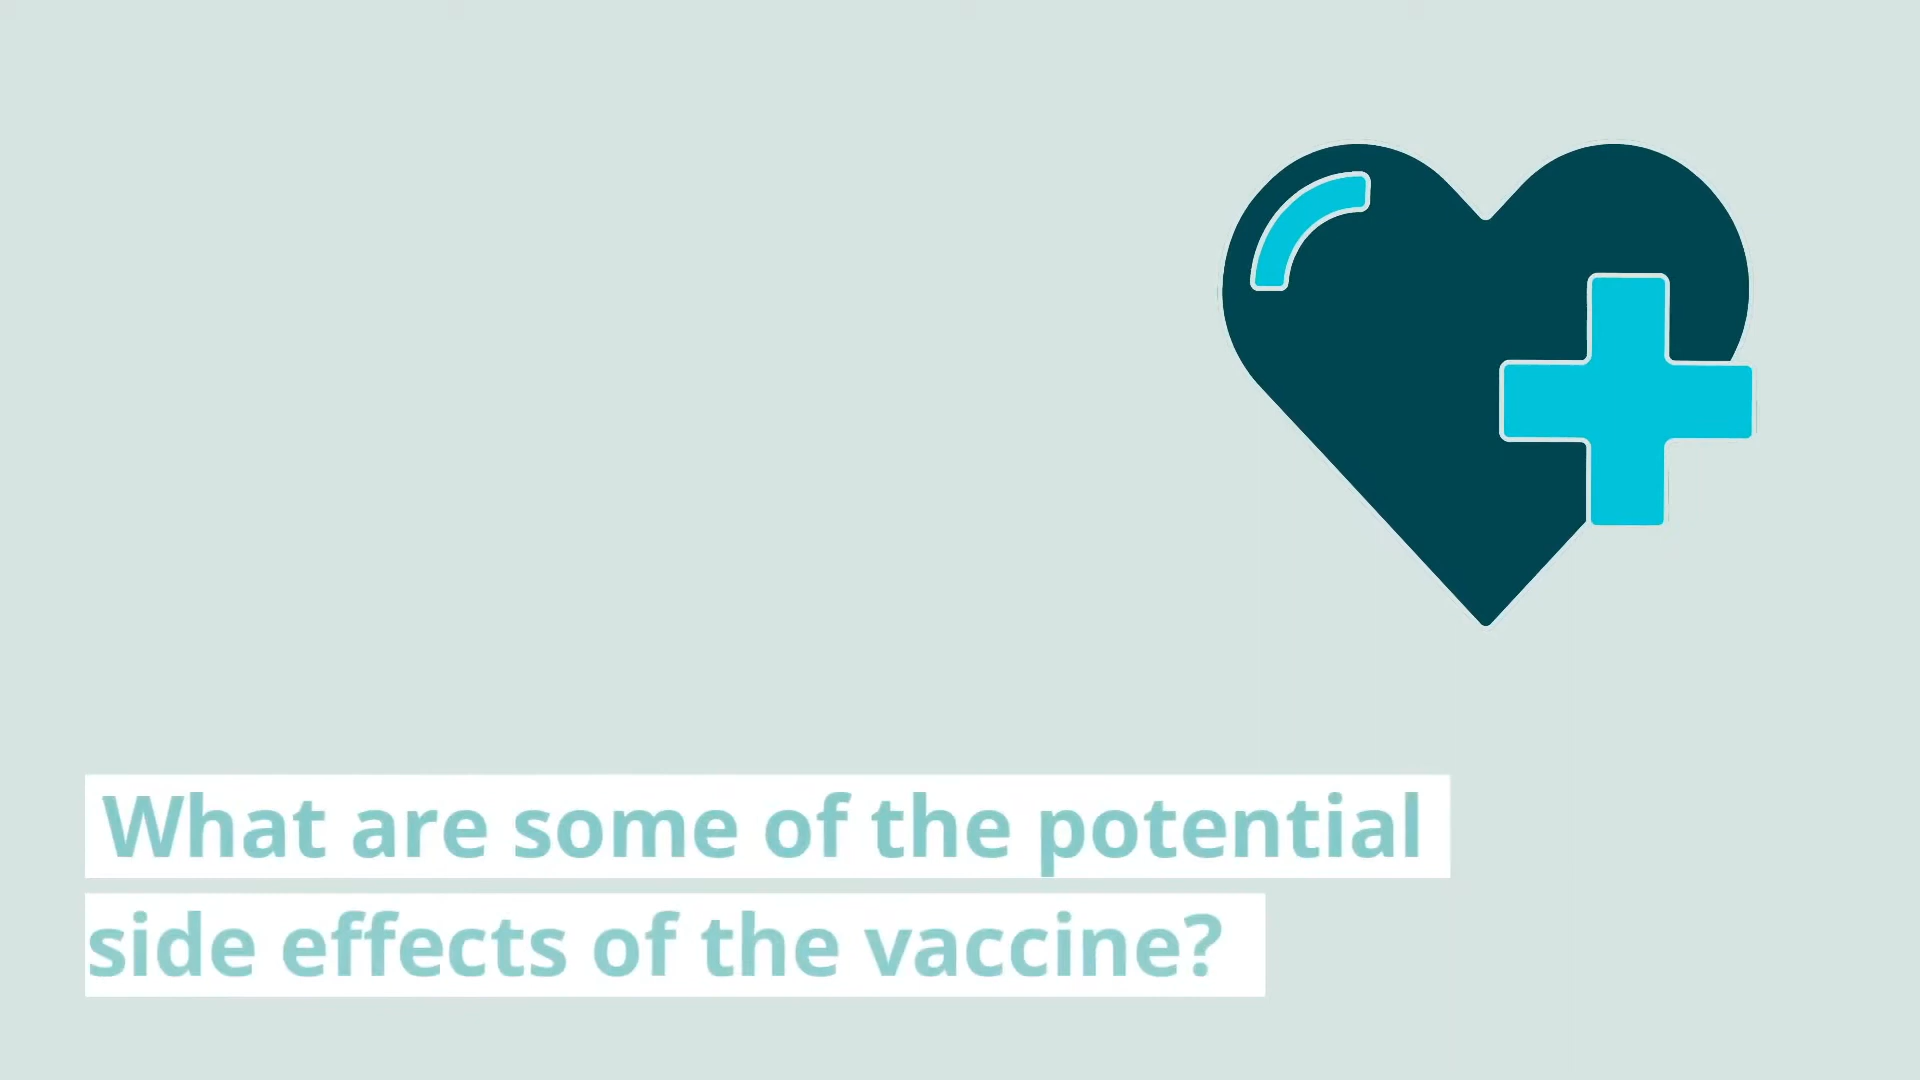 What are some of the potential
side effects of the vaccine?